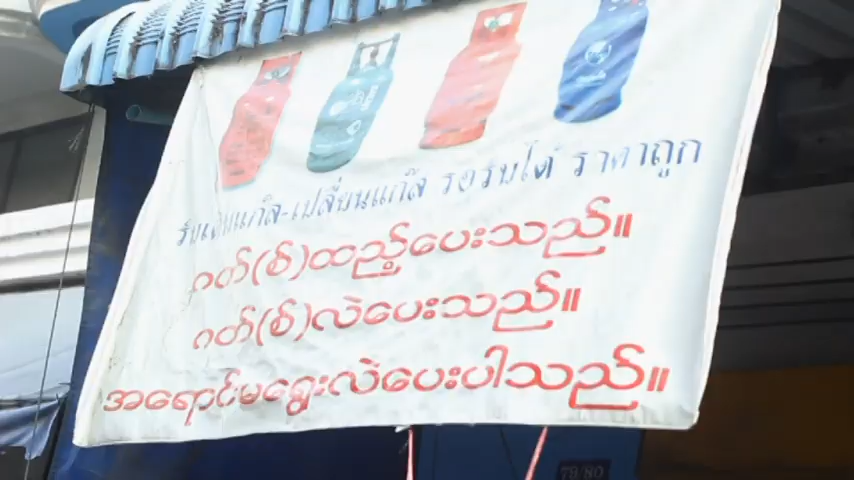 รับเติมแก๊ส-เปลี่ยนแก๊ส รอรับได้ ราคาถูก
ဂတ်(စ်)ထည့်ပေးသည်။
ဂတ်(စ်)လဲပေးသည်။
အရောင်မရွေးလဲပေးပါသည်။
79/80